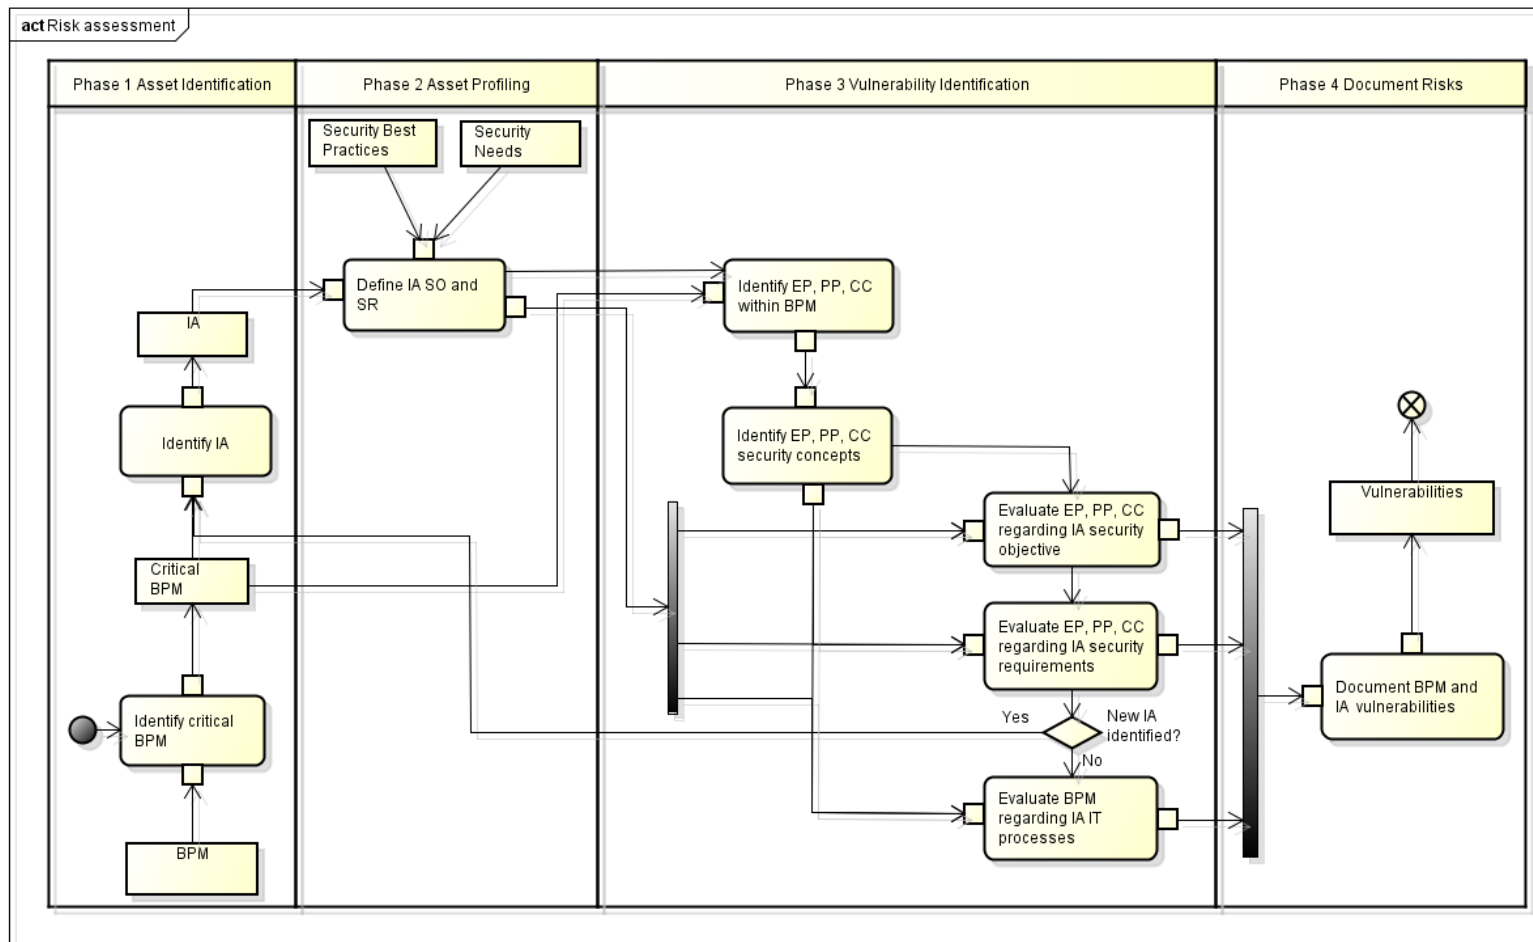 act Risk assessment
Phase 1 Asset Identification
Phase 2 Asset Profiling
Phase 3 Vulnerability Identification
Phase 4 Document Risks
Security Best
Practices
Security
Needs
Define IA SO and
SR
Identify EP, PP, CC
within BPM
IA
Identify IA
Identify EP, PP, CC
security concepts
Critical
BPM
Identify critical
BPM
BPM
Evaluate EP, PP, CC
regarding IA security
objective
Evaluate EP, PP, CC
regarding IA security
requirements
Yes
New IA
identified?
No
Evaluate BPM
regarding IA IT
processes
Vulnerabilities
Document BPM and
IA vulnerabilities